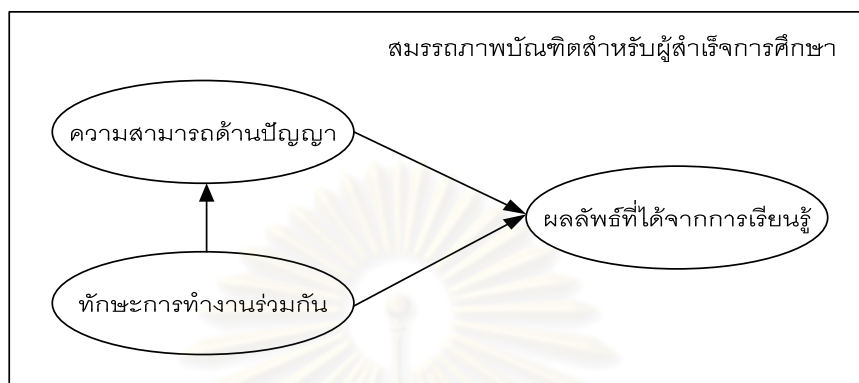 สมรรถภาพบัณฑิตสำหรับผู้สำเร็จการศึกษา
ความสามารถด้านปัญญา
ผลลัพธ์ที่ได้จากการเรียนรู้
ทักษะการทำงานร่วมกัน